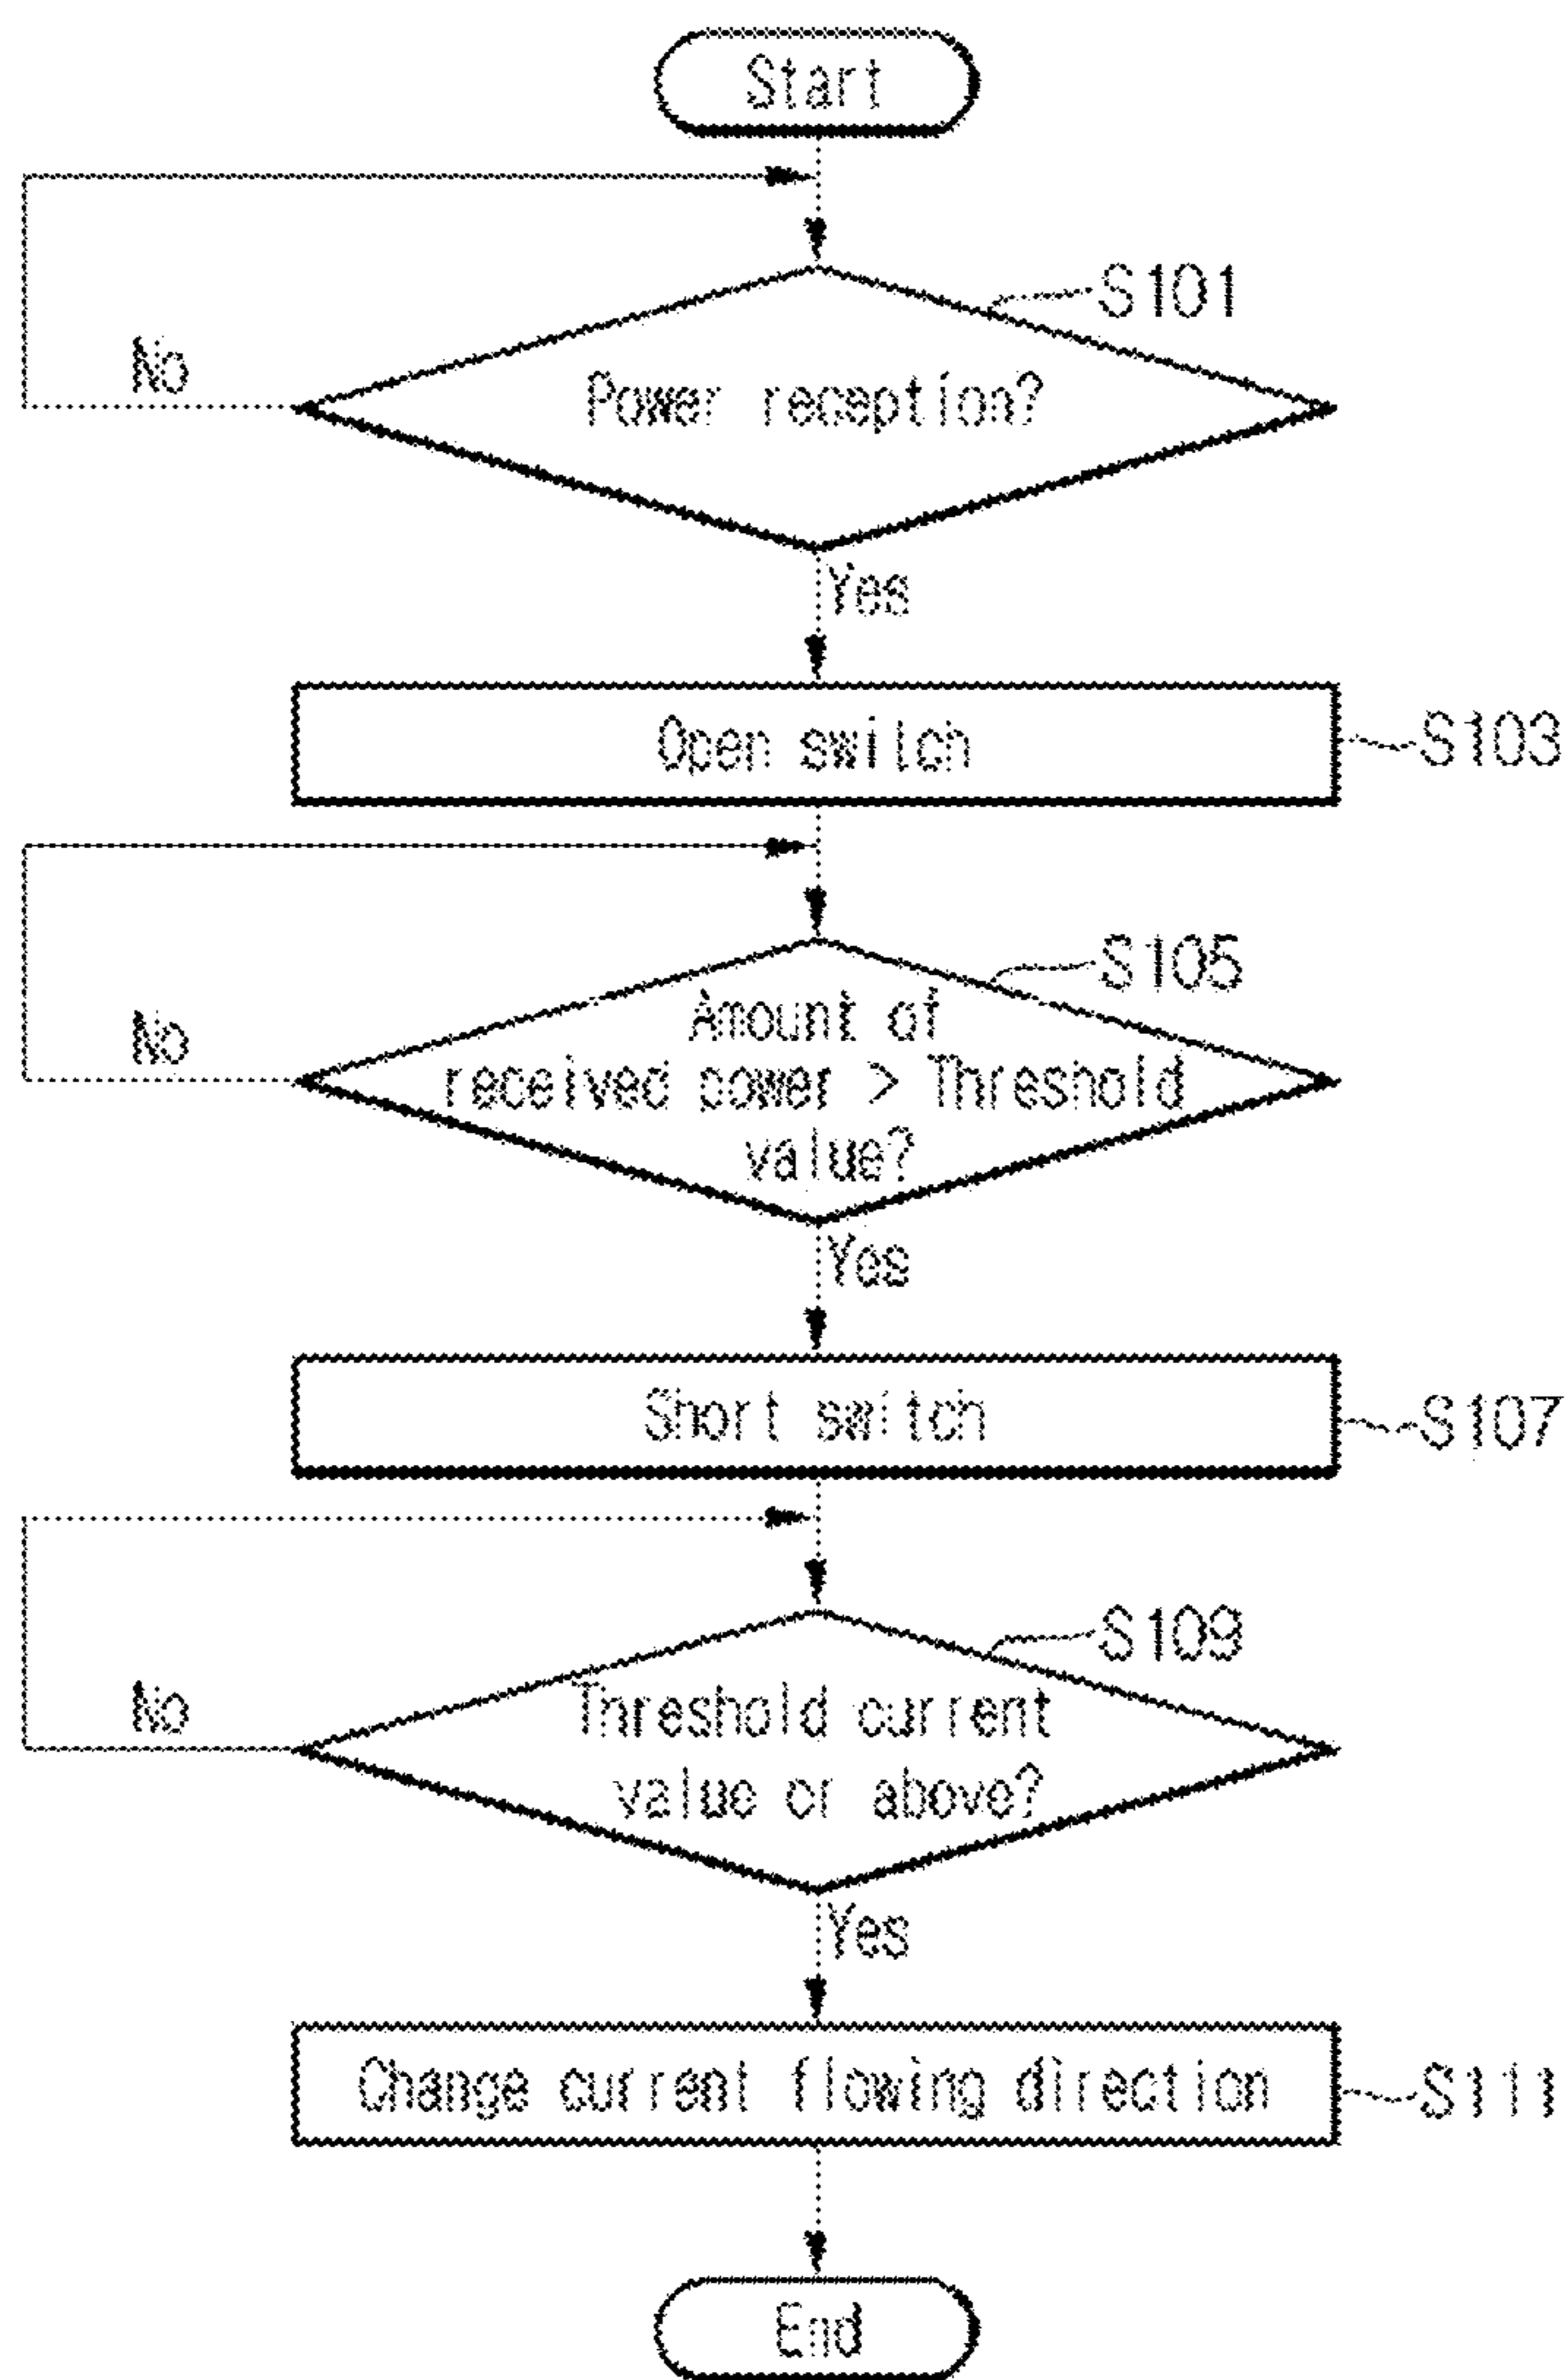 Start
S101
No
Power reception?
Yes
Open switch
S103
S105
No
Amount of
received power > Threshold
value?
Yes
Short switch
S107
S109
No
Threshold current
value or above?
Yes
Change current flowing direction
S111
End